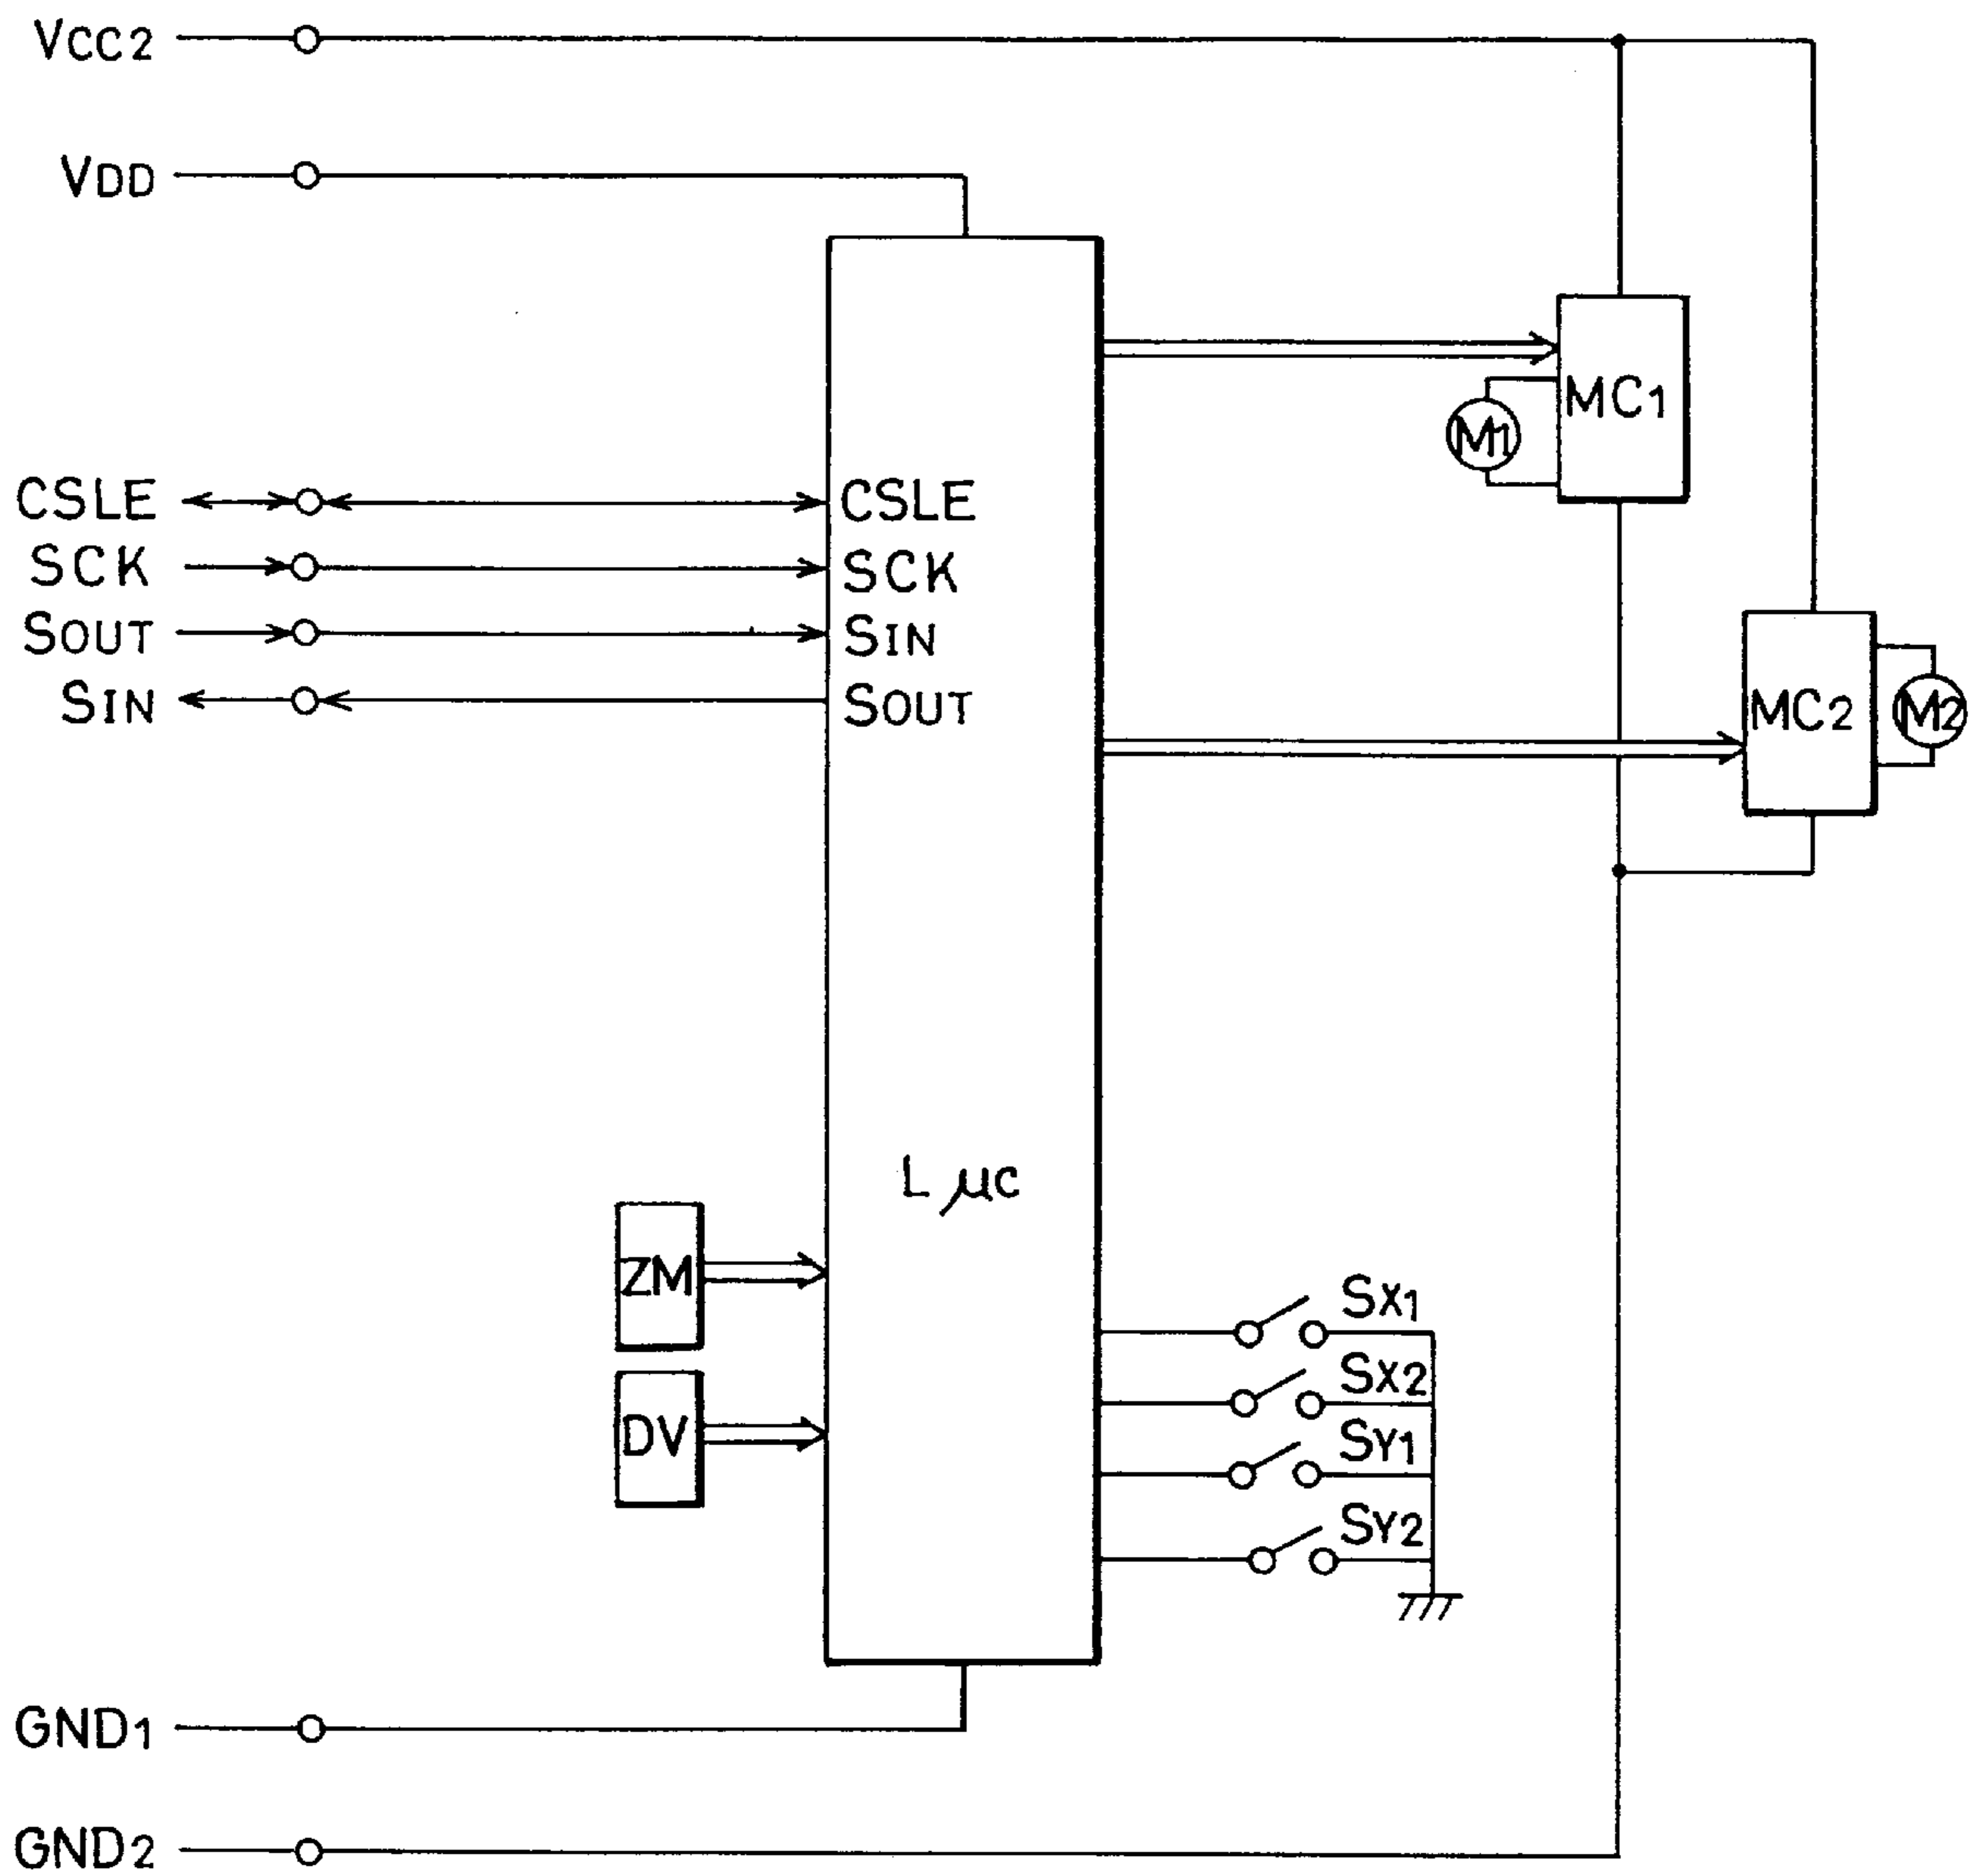 VCC2
VDD
CSLE
SCK
SOUT
SIN
CSLE
SCK
SIN
SOUT
MC1
M1
MC2
M2
L μc
ZM
DV
SX1
SX2
SY1
SY2
GND1
GND2